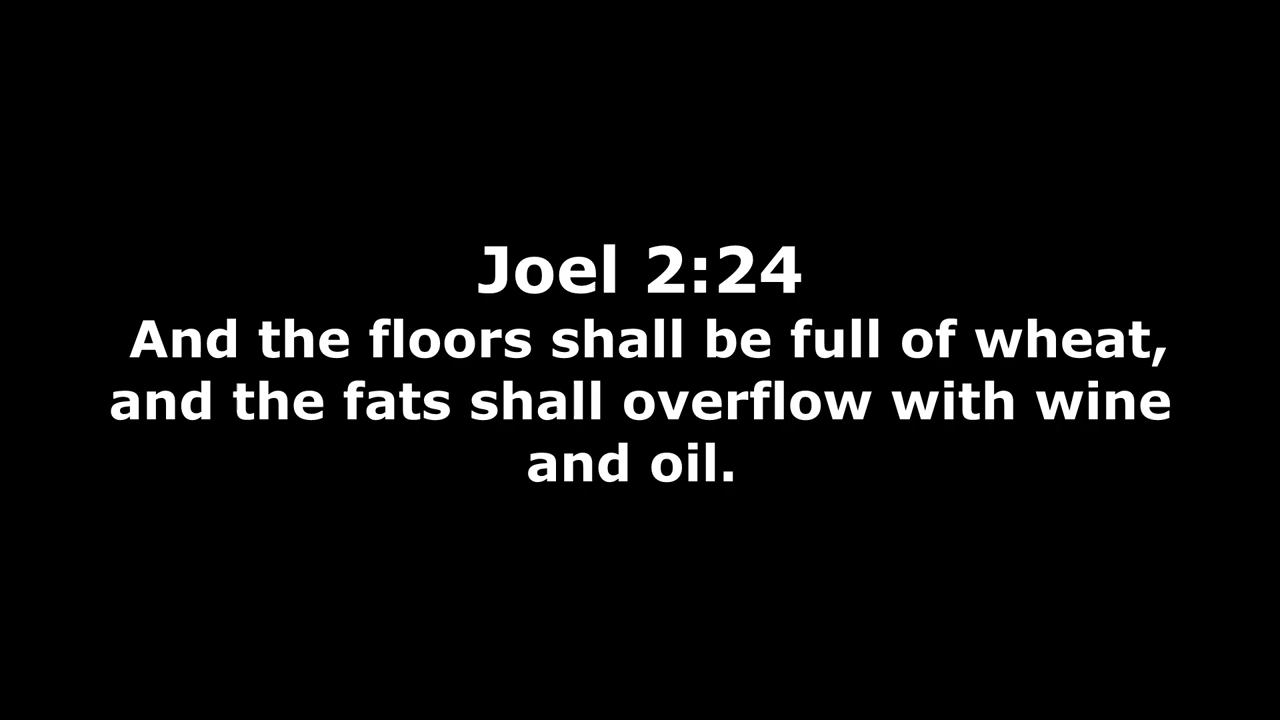 Joel 2:24
And the floors shall be full of wheat,
and the fats shall overflow with wine
and oil.